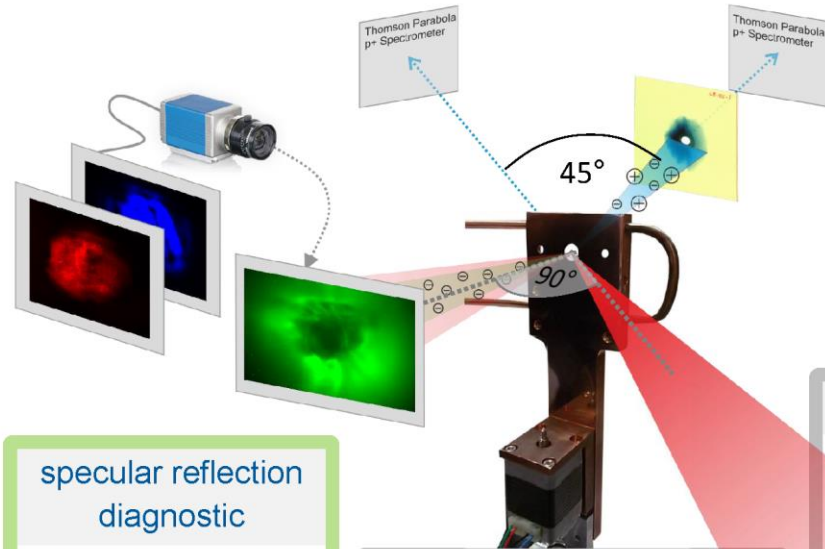 Thomson Parabola
p+ Spectrometer
Thomson Parabola
p+ Spectrometer
45°
90°
specular reflection
diagnostic